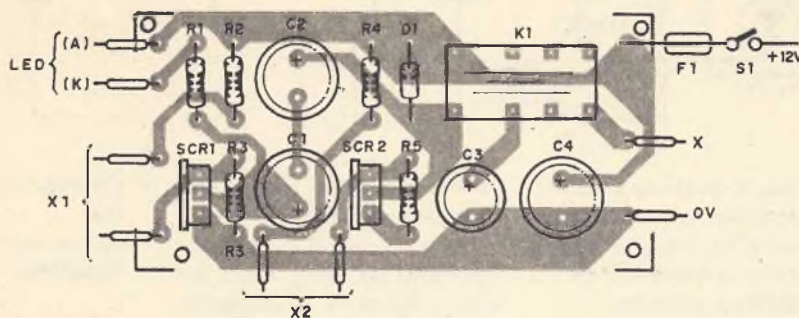 R1 R2 C2 R4 D1 K1
(A)
LED
(K)
F1 S1 +12V
SCR1 R3 C1 SCR2 R5 C3 C4
X
X1
0V
R3
X2